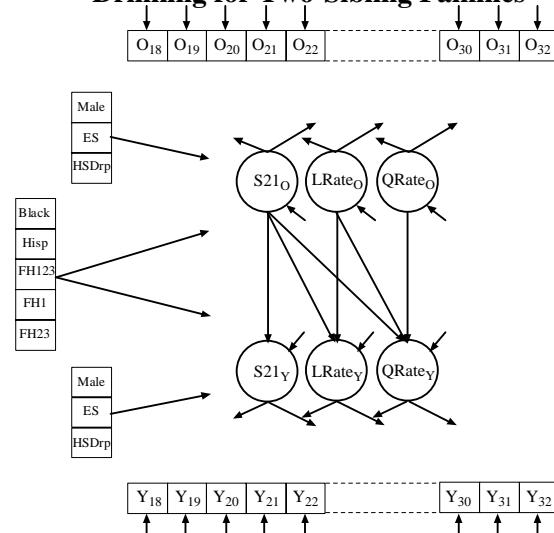 Drinking for Two Sibling Families
O18 O19 O20 O21 O22 O30 O31 O32
Male
ES
HSDrp
S21O LRateO QRateO
Black
Hisp
FH123
FH1
FH23
S21Y LRateY QRateY
Male
ES
HSDrp
Y18 Y19 Y20 Y21 Y22 Y30 Y31 Y32